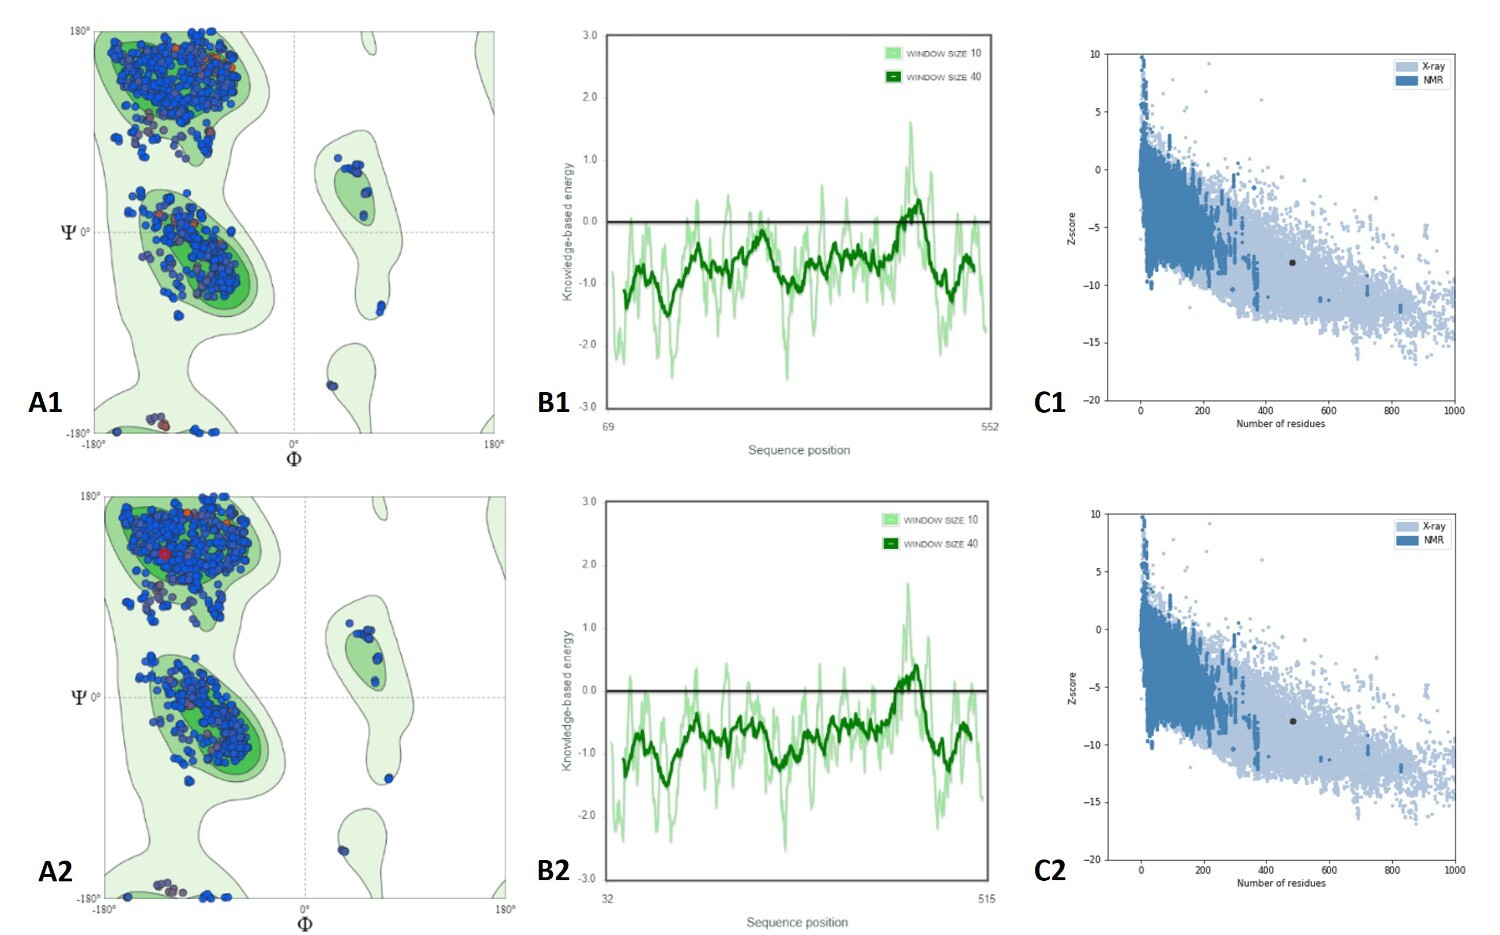 180°
Ψ 0°
-180°
-180°
0°
180°
Φ
A1
3.0
2.0
1.0
0.0
-1.0
-2.0
-3.0
Knowledge-based energy
WINDOW SIZE 10
WINDOW SIZE 40
69
552
Sequence position
B1
10
5
0
−5
−10
−15
−20
Z-score
X-ray
NMR
0
200
400
600
800
1000
Number of residues
C1
180°
Ψ 0°
-180°
-180°
0°
180°
Φ
A2
3.0
2.0
1.0
0.0
-1.0
-2.0
-3.0
Knowledge-based energy
WINDOW SIZE 10
WINDOW SIZE 40
32
515
Sequence position
B2
10
5
0
−5
−10
−15
−20
Z-score
X-ray
NMR
0
200
400
600
800
1000
Number of residues
C2